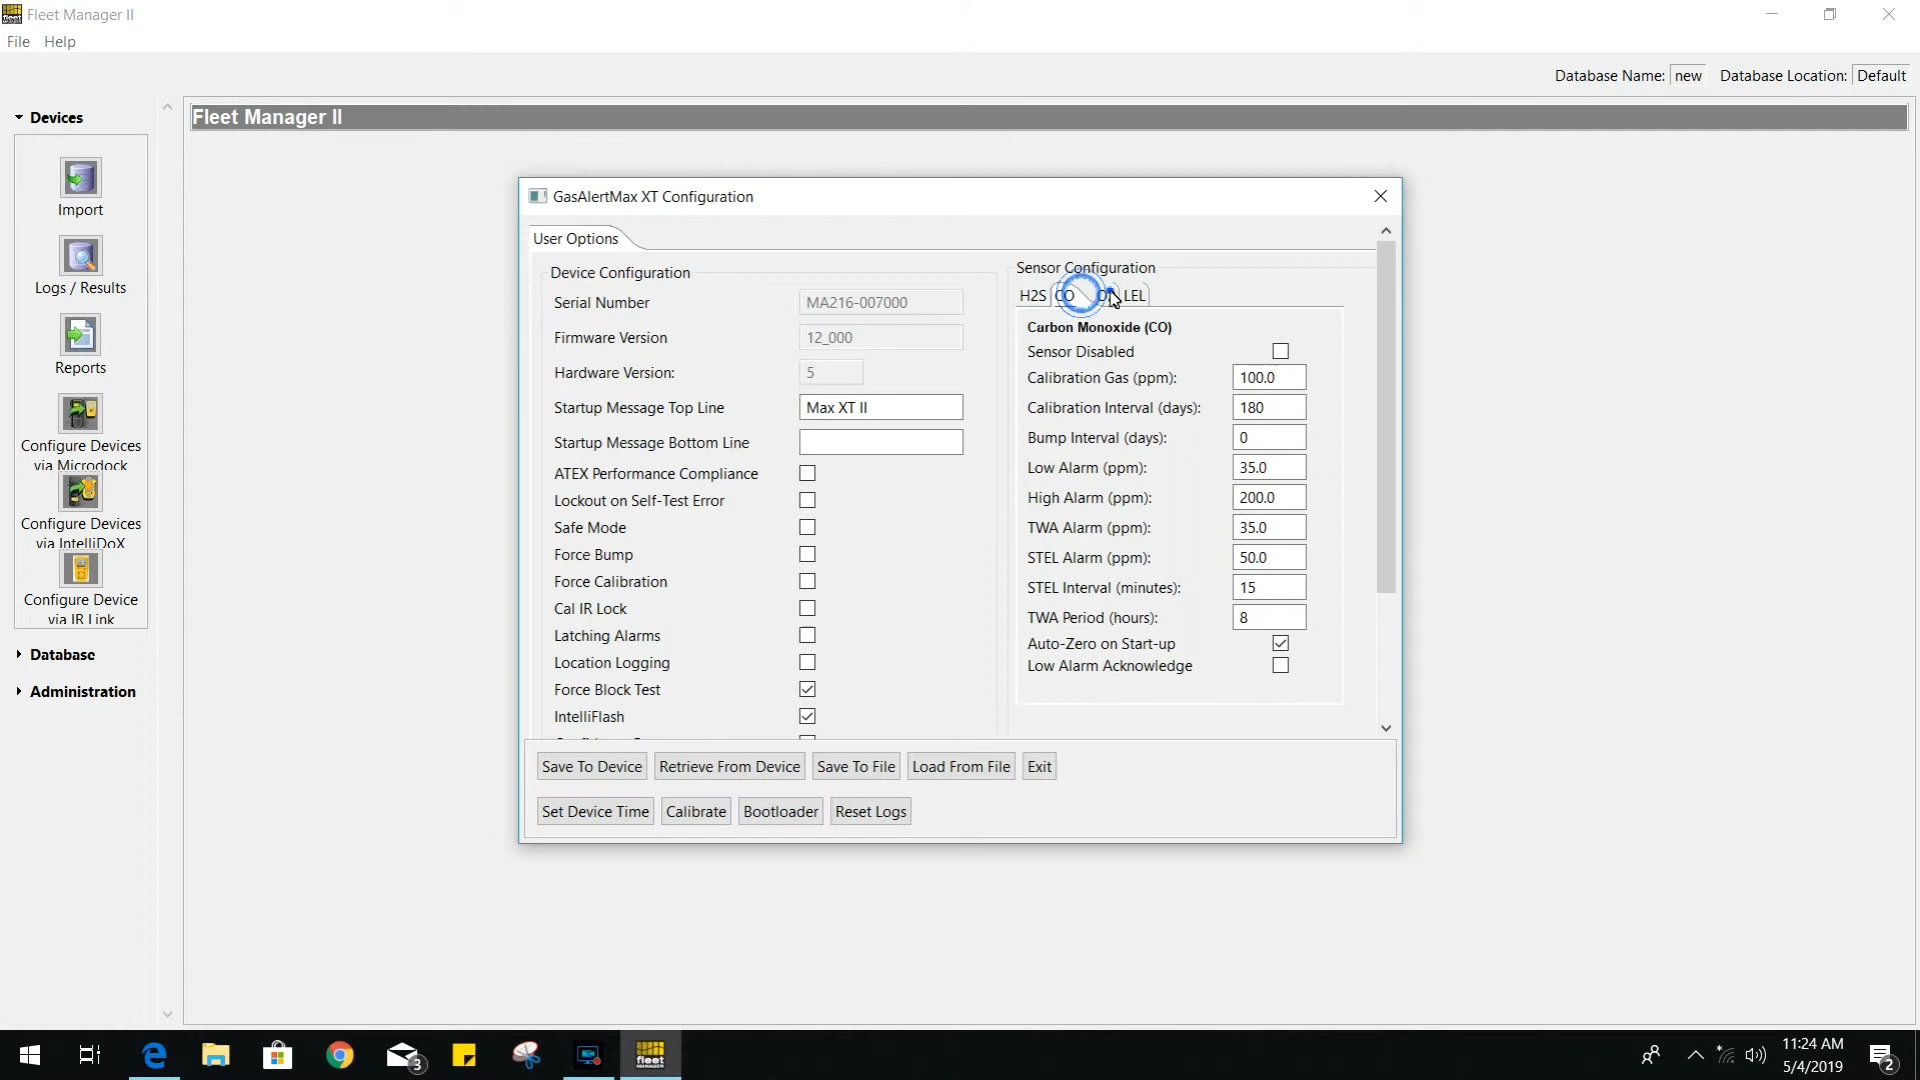 Fleet Manager II
File Help
Database Name: new Database Location: Default
Devices
Import
Logs / Results
Reports
Configure Devices
via Microdock
Configure Devices
via IntelliDoX
Configure Device
via IR Link
Database
Administration
Fleet Manager II
GasAlertMax XT Configuration
User Options
Device Configuration
Serial Number MA216-007000
Firmware Version 12_000
Hardware Version: 5
Startup Message Top Line Max XT II
Startup Message Bottom Line
ATEX Performance Compliance
Lockout on Self-Test Error
Safe Mode
Force Bump
Force Calibration
Cal IR Lock
Latching Alarms
Location Logging
Force Block Test
IntelliFlash
Sensor Configuration
H2S CO LEL
Carbon Monoxide (CO)
Sensor Disabled
Calibration Gas (ppm): 100.0
Calibration Interval (days): 180
Bump Interval (days): 0
Low Alarm (ppm): 35.0
High Alarm (ppm): 200.0
TWA Alarm (ppm): 35.0
STEL Alarm (ppm): 50.0
STEL Interval (minutes): 15
TWA Period (hours): 8
Auto-Zero on Start-up
Low Alarm Acknowledge
Save To Device Retrieve From Device Save To File Load From File Exit
Set Device Time Calibrate Bootloader Reset Logs
3
11:24 AM
5/4/2019
2